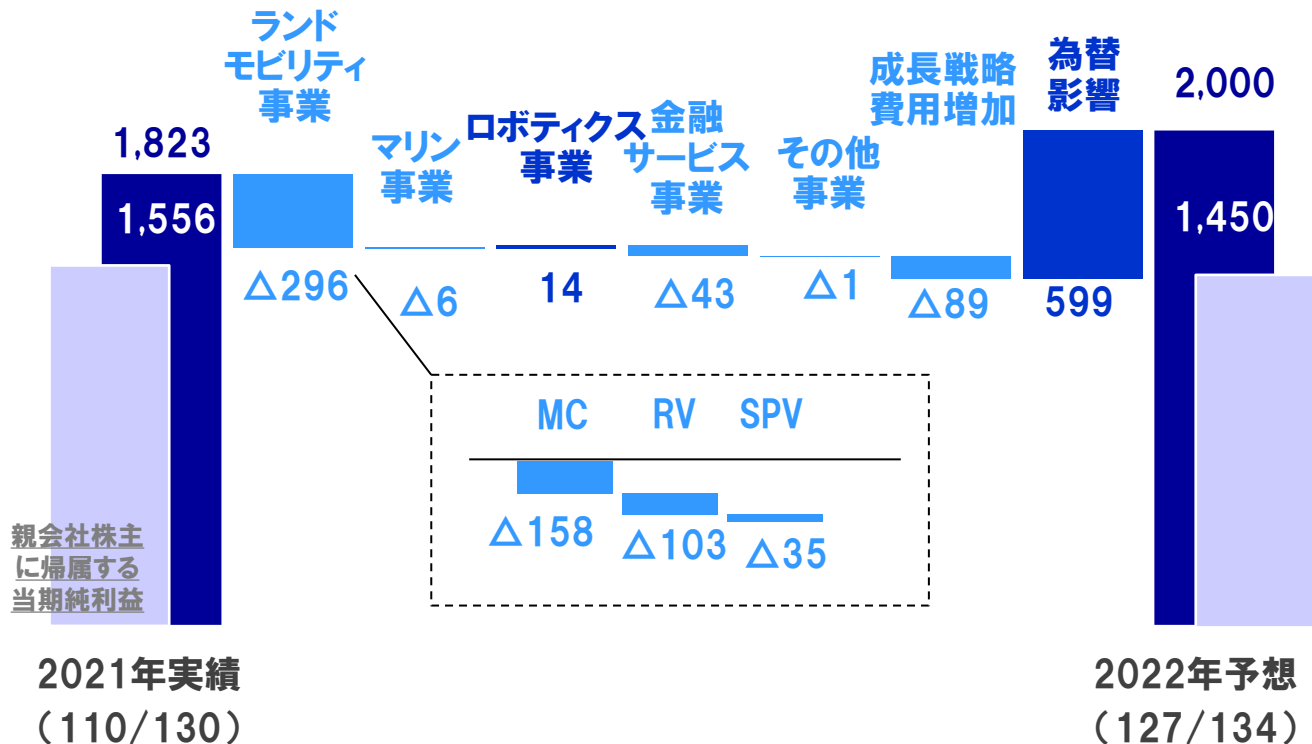 ランド
モビリティ
事業
マリン
事業
ロボティクス
事業
金融
サービス
事業
その他
事業
成長戦略
費用増加
為替
影響
2,000
1,823
1,556
1,450
△296
△6
14
△43
△1
△89
599
MC RV SPV
△158
△103
△35
親会社株主
に帰属する
当期純利益
2021年実績
（110/130）
2022年予想
（127/134）